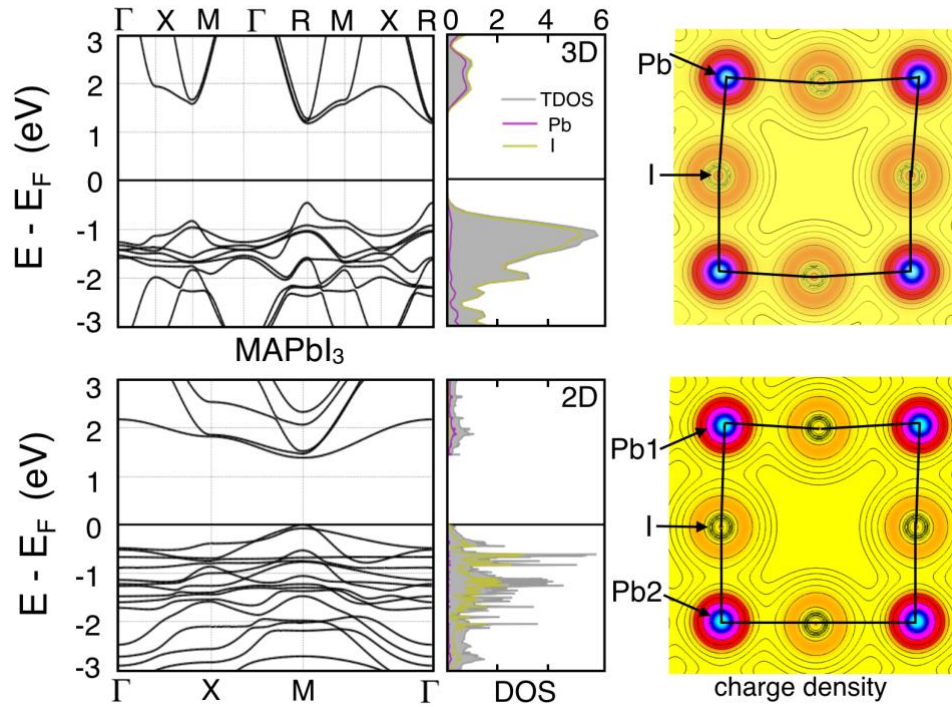 Γ X M Γ R M X R
0 2 4 6
3
2
1
0
-1
-2
-3
E - E_F (eV)
3D
TDOS
Pb
I
Pb
I
MAPbI₃
3
2
1
0
-1
-2
-3
E - E_F (eV)
2D
Pb1
I
Pb2
Γ X M Γ
DOS
charge density